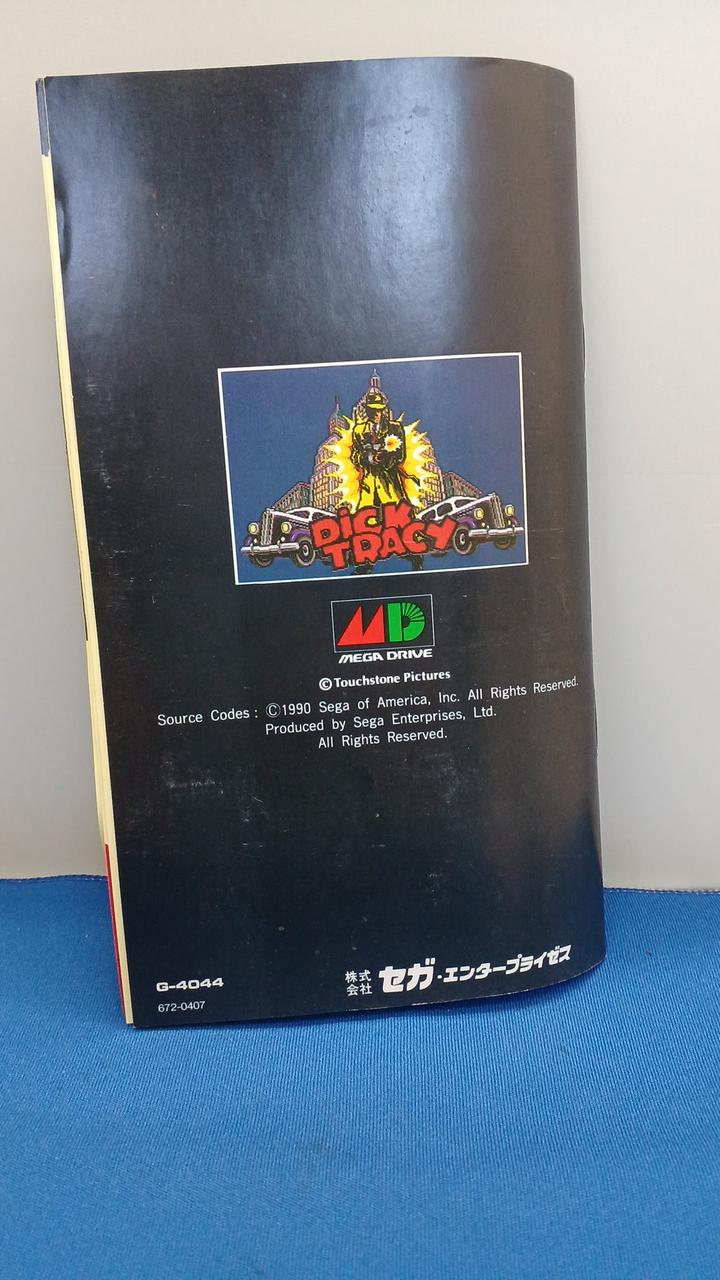 DICK
TRACY
MD
MEGA DRIVE
©Touchstone Pictures
Source Codes : ©1990 Sega of America, Inc. All Rights Reserved.
Produced by Sega Enterprises, Ltd.
All Rights Reserved.
G-4044
672-0407
株式会社 セガ・エンタープライゼス